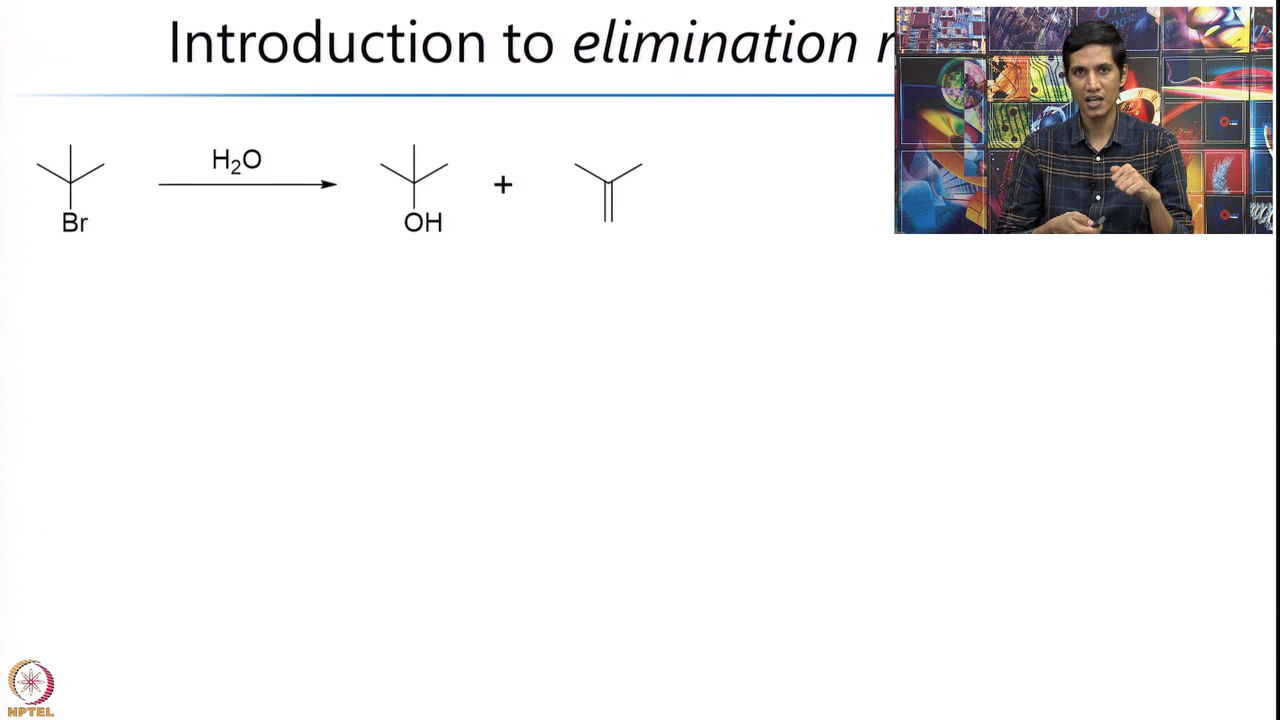 Introduction to elimination r
H₂O
Br
OH
+
NPTEL